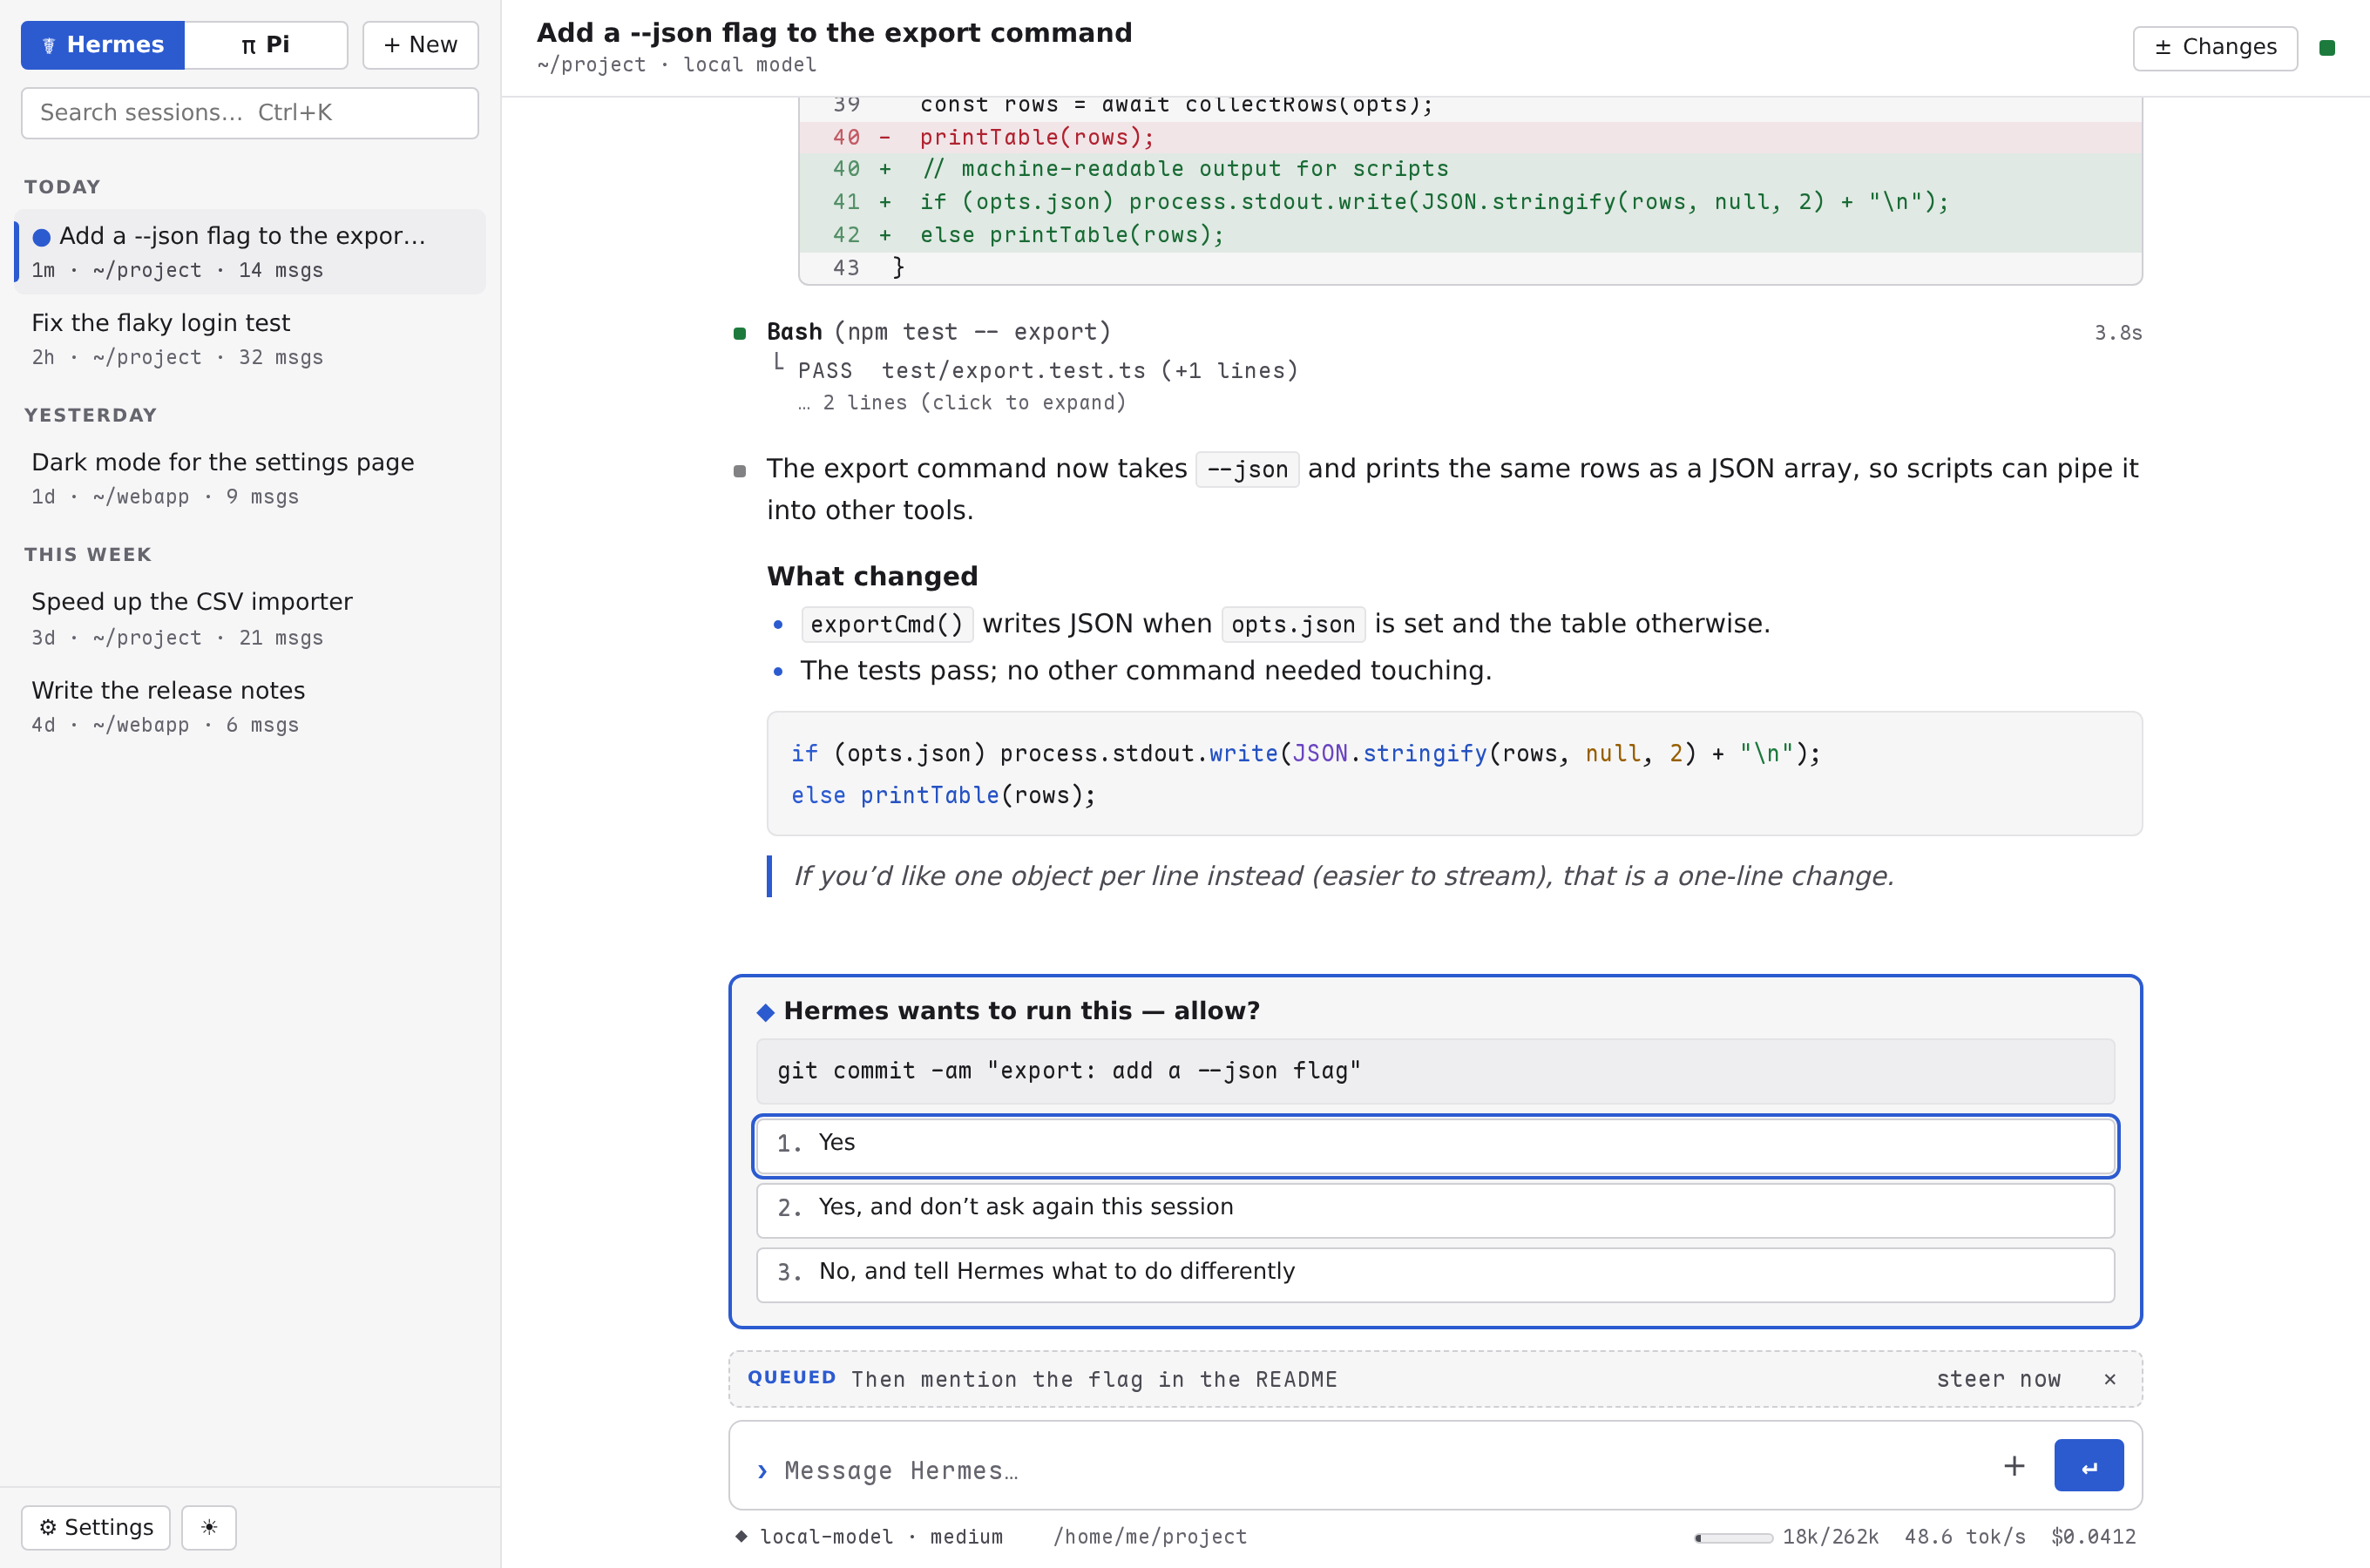 ☤ Hermes
π Pi
+ New
Search sessions… Ctrl+K
TODAY
Add a --json flag to the expor…
1m · ~/project · 14 msgs
Fix the flaky login test
2h · ~/project · 32 msgs
YESTERDAY
Dark mode for the settings page
1d · ~/webapp · 9 msgs
THIS WEEK
Speed up the CSV importer
3d · ~/project · 21 msgs
Write the release notes
4d · ~/webapp · 6 msgs
⚙ Settings
☀
Add a --json flag to the export command
~/project · local model
± Changes
39 const rows = await collectRows(opts);
40 - printTable(rows);
40 + // machine-readable output for scripts
41 + if (opts.json) process.stdout.write(JSON.stringify(rows, null, 2) + "\n");
42 + else printTable(rows);
43 }
Bash (npm test -- export) 3.8s
└ PASS test/export.test.ts (+1 lines)
… 2 lines (click to expand)
The export command now takes --json and prints the same rows as a JSON array, so scripts can pipe it
into other tools.
What changed
• exportCmd() writes JSON when opts.json is set and the table otherwise.
• The tests pass; no other command needed touching.
if (opts.json) process.stdout.write(JSON.stringify(rows, null, 2) + "\n");
else printTable(rows);
If you’d like one object per line instead (easier to stream), that is a one-line change.
◆ Hermes wants to run this — allow?
git commit -am "export: add a --json flag"
1. Yes
2. Yes, and don’t ask again this session
3. No, and tell Hermes what to do differently
QUEUED Then mention the flag in the README steer now ×
› Message Hermes… + ↵
◆ local-model · medium /home/me/project 18k/262k 48.6 tok/s $0.0412